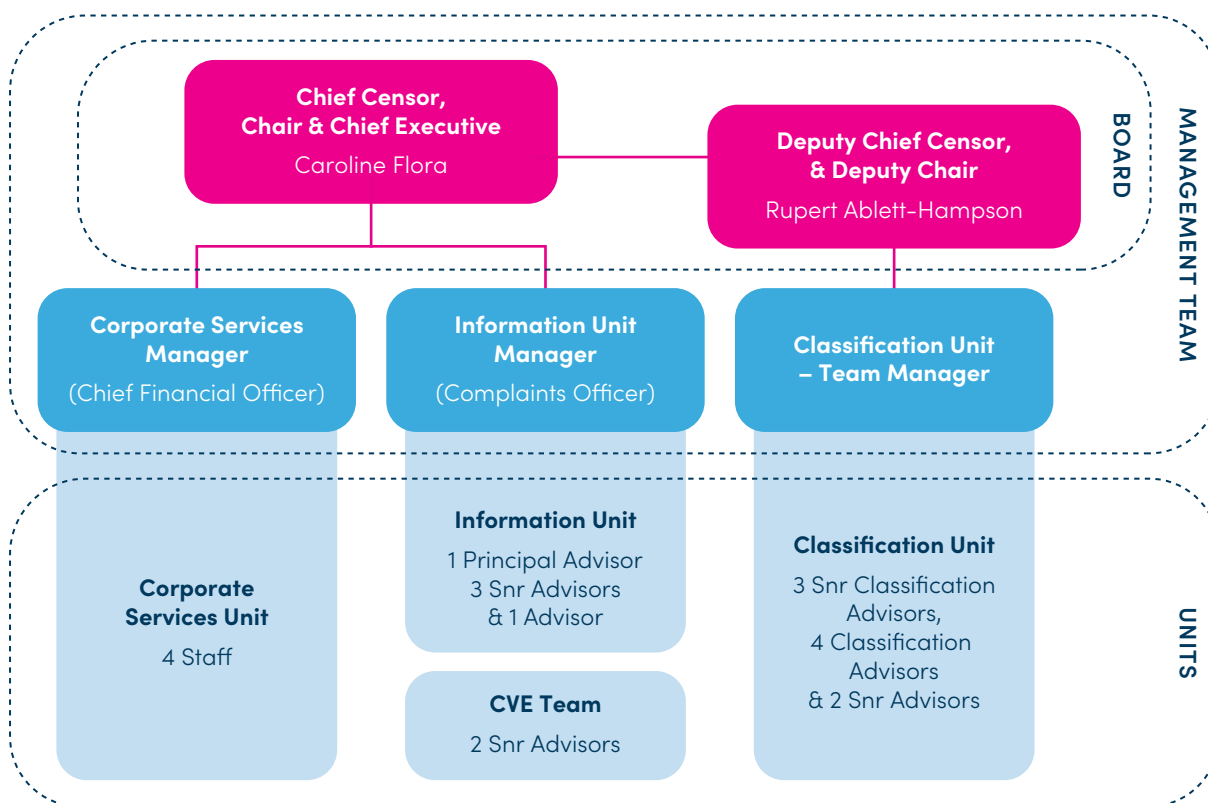 Chief Censor,
Chair & Chief Executive
Caroline Flora
Deputy Chief Censor,
& Deputy Chair
Rupert Ablett-Hampson
BOARD
MANAGEMENT TEAM
Corporate Services
Manager
(Chief Financial Officer)
Information Unit
Manager
(Complaints Officer)
Classification Unit
– Team Manager
Corporate
Services Unit
4 Staff
Information Unit
1 Principal Advisor
3 Snr Advisors
& 1 Advisor
CVE Team
2 Snr Advisors
Classification Unit
3 Snr Classification
Advisors,
4 Classification
Advisors
& 2 Snr Advisors
UNITS